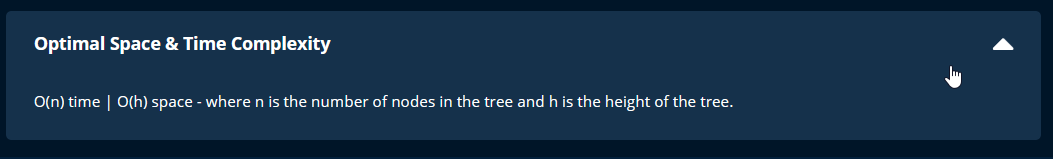 Optimal Space & Time Complexity
O(n) time | O(h) space - where n is the number of nodes in the tree and h is the height of the tree.